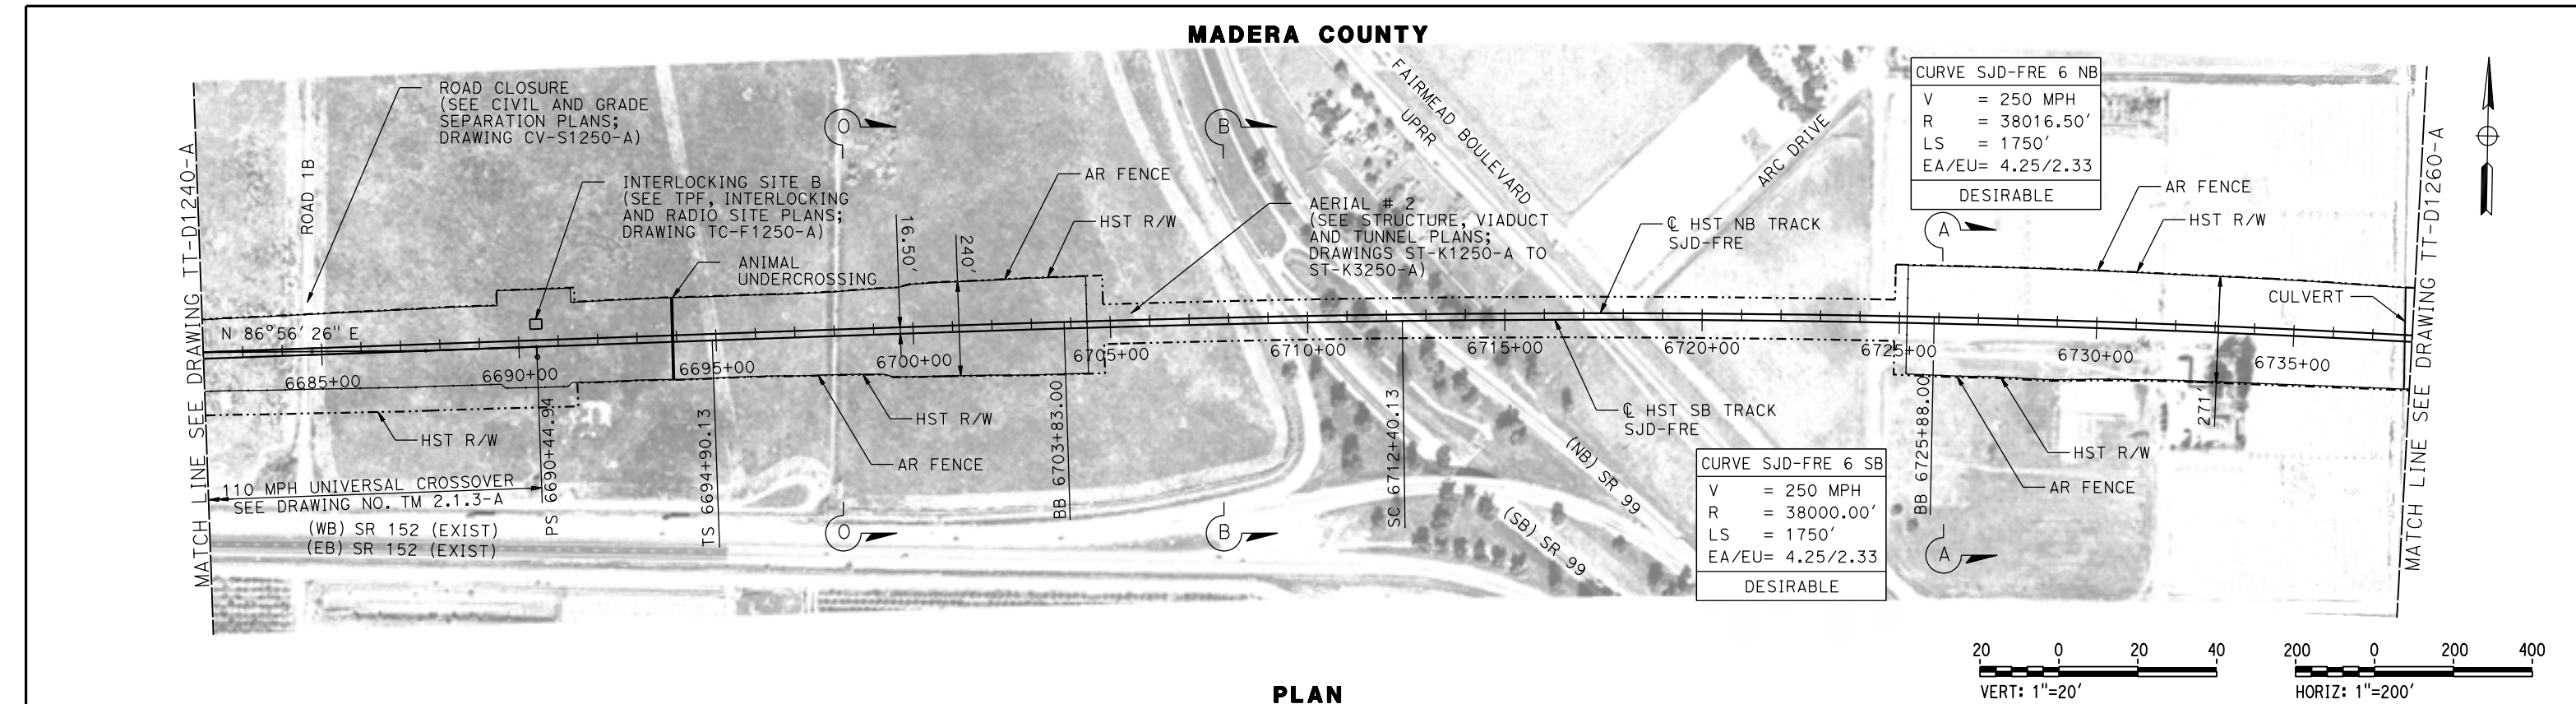 MADERA COUNTY
ROAD CLOSURE
(SEE CIVIL AND GRADE
SEPARATION PLANS;
DRAWING CV-S1250-A)
INTERLOCKING SITE B
(SEE TPF, INTERLOCKING
AND RADIO SITE PLANS;
DRAWING TC-F1250-A)
ANIMAL
UNDERCROSSING
ROAD 1B
O
B
16.50'
240'
AR FENCE
HST R/W
AERIAL # 2
(SEE STRUCTURE, VIADUCT
AND TUNNEL PLANS;
DRAWINGS ST-K1250-A TO
ST-K3250-A)
FAIRMEAD BOULEVARD
UPRR
ARC DRIVE
℄ HST NB TRACK
SJD-FRE
CURVE SJD-FRE 6 NB
V = 250 MPH
R = 38016.50'
LS = 1750'
EA/EU= 4.25/2.33
DESIRABLE
A
AR FENCE
HST R/W
CULVERT
MATCH LINE SEE DRAWING TT-D1240-A
MATCH LINE SEE DRAWING TT-D1260-A
N 86°56'26" E
6685+00
6690+00
6695+00
6700+00
6705+00
6710+00
6715+00
6720+00
6725+00
6730+00
6735+00
HST R/W
110 MPH UNIVERSAL CROSSOVER
SEE DRAWING NO. TM 2.1.3-A
(WB) SR 152 (EXIST)
(EB) SR 152 (EXIST)
PS 6690+44.94
TS 6694+90.13
HST R/W
AR FENCE
O
BB 6703+83.00
B
SC 6712+40.13
℄ HST SB TRACK
SJD-FRE
(NB) SR 99
(SB) SR 99
CURVE SJD-FRE 6 SB
V = 250 MPH
R = 38000.00'
LS = 1750'
EA/EU= 4.25/2.33
DESIRABLE
BB 6725+88.00
A
271'
HST R/W
AR FENCE
PLAN
20 0 20 40
VERT: 1"=20'
200 0 200 400
HORIZ: 1"=200'